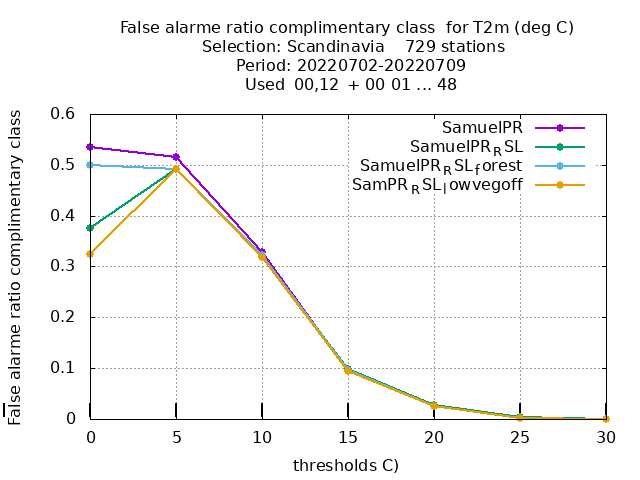 False alarme ratio complimentary class  for T2m (deg C)
Selection: Scandinavia    729 stations
Period: 20220702-20220709
Used  00,12  + 00 01 ... 48
False alarme ratio complimentary class
0.6
0.5
0.4
0.3
0.2
0.1
0
SamuelPR
SamuelPR_RSL
SamuelPR_RSL_forest
SamPR_RSL_lowvegoff
0 5 10 15 20 25 30
thresholds C)